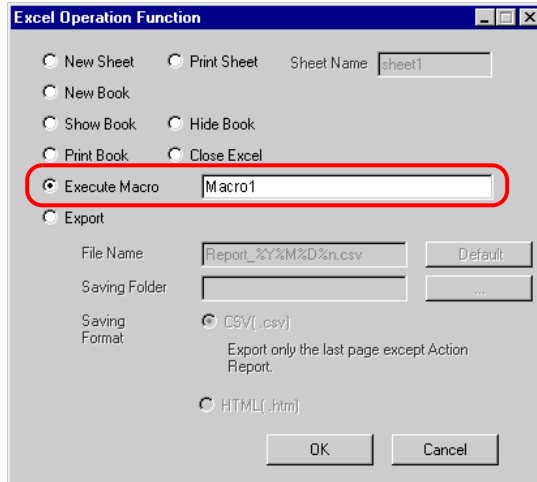 Excel Operation Function
New Sheet Print Sheet Sheet Name sheet1
New Book
Show Book Hide Book
Print Book Close Excel
Execute Macro Macro1
Export
File Name Report_%Y%M%D%n.csv Default
Saving Folder ...
Saving
Format
CSV( .csv)
Export only the last page except Action
Report.
HTML( .htm)
OK Cancel